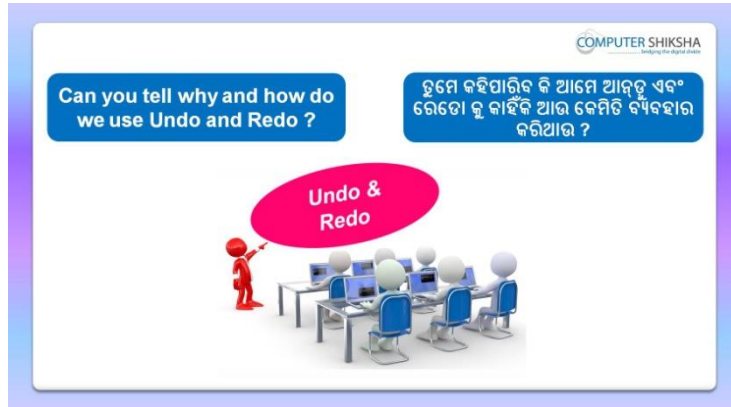 COMPUTER SHIKSHA
bridging the digital divide
Can you tell why and how do
we use Undo and Redo ?
ତୁମେ କହିପାରିବ କି ଆମେ ଆନ୍‌ଡୁ ଏବଂ
ରେଡୋ କୁ କାହିଁକି ଆଉ କେମିତି ବ୍ୟବହାର
କରିଥାଉ ?
Undo &
Redo